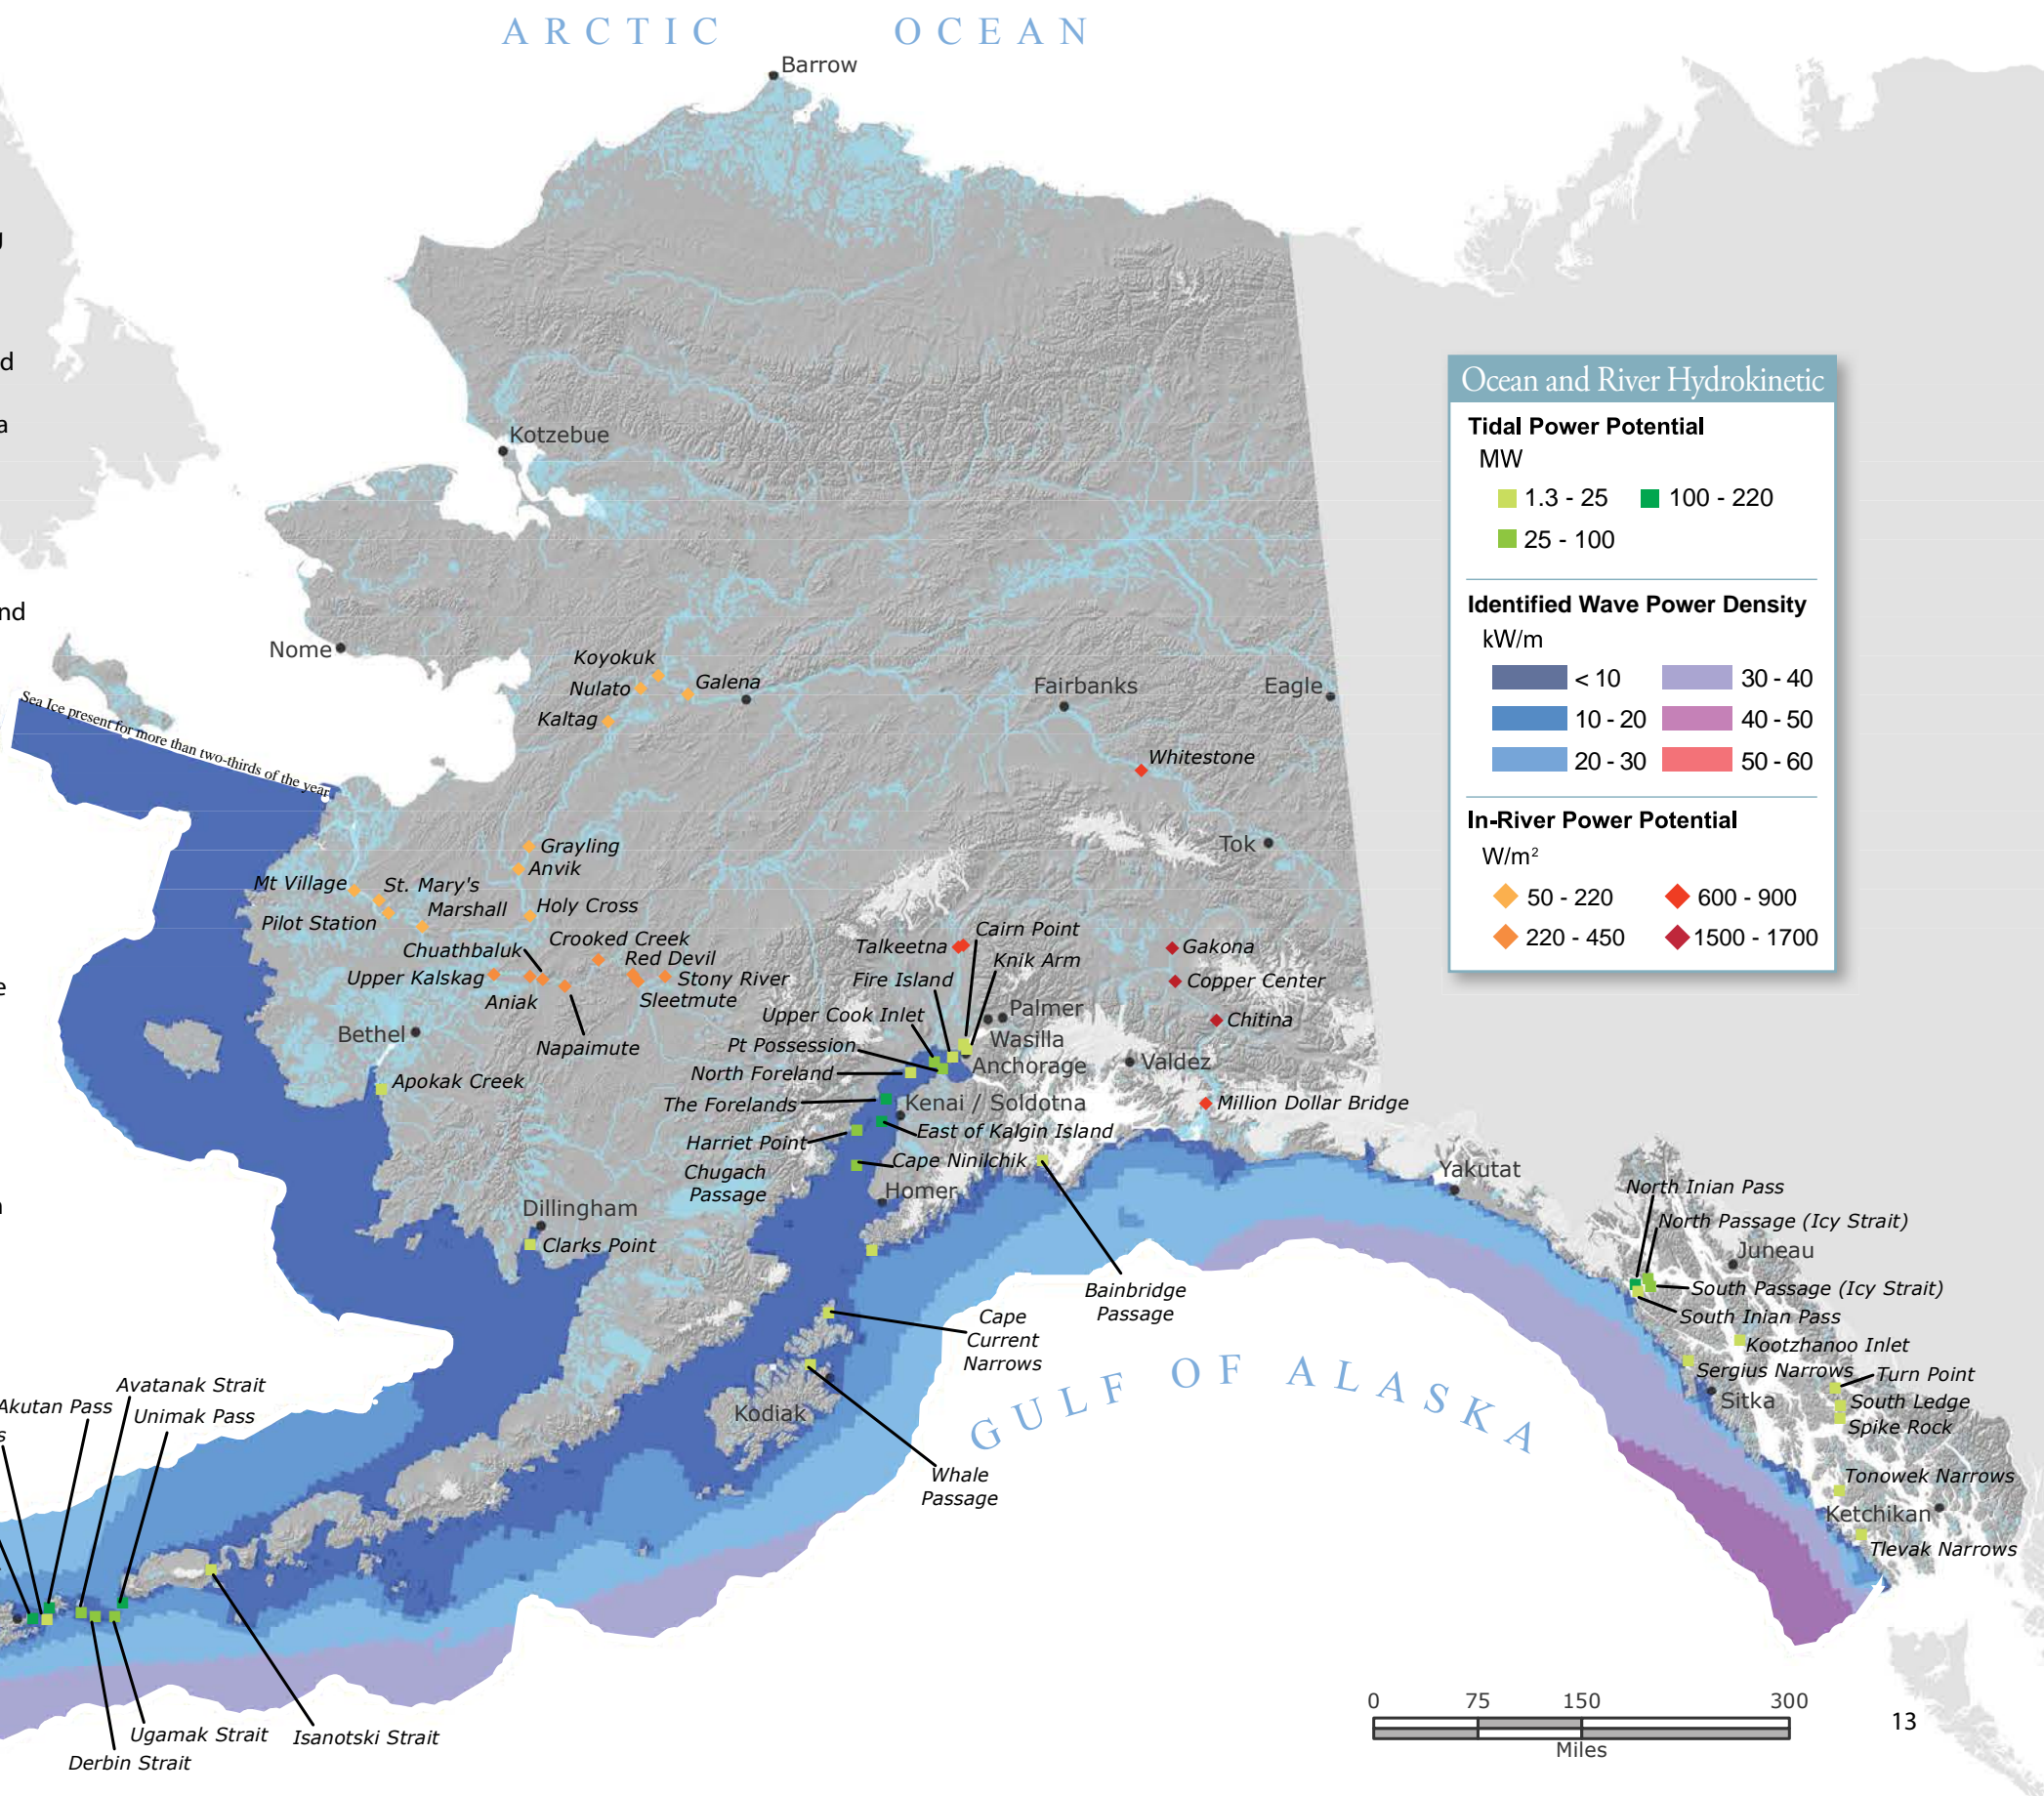 ARCTIC OCEAN
Barrow
d
a
Kotzebue
nd
Nome
Koyokuk
Nulato
Galena
Kaltag
Fairbanks
Eagle
Sea Ice present for more than two-thirds of the year
Whitestone
Tok
Grayling
Anvik
Mt Village
St. Mary's
Marshall
Holy Cross
Pilot Station
Chuathbaluk
Crooked Creek
Red Devil
Upper Kalskag
Stony River
Aniak
Sleetmute
Napaimute
Bethel
Apokak Creek
Talkeetna
Cairn Point
Knik Arm
Fire Island
Upper Cook Inlet
Palmer
Wasilla
Pt Possession
Anchorage
North Foreland
The Forelands
Kenai / Soldotna
East of Kalgin Island
Harriet Point
Cape Ninilchik
Chugach
Passage
Homer
Gakona
Copper Center
Chitina
Valdez
Million Dollar Bridge
Dillingham
Clarks Point
Yakutat
Bainbridge
Passage
Cape
Current
Narrows
Kodiak
Whale
Passage
GULF OF ALASKA
North Inian Pass
North Passage (Icy Strait)
Juneau
South Passage (Icy Strait)
South Inian Pass
Kootzhanoo Inlet
Sergius Narrows
Turn Point
Sitka
South Ledge
Spike Rock
Tonowek Narrows
Ketchikan
Tlevak Narrows
e
s
Akutan Pass
Avatanak Strait
Unimak Pass
Ugamak Strait
Isanotski Strait
Derbin Strait
Ocean and River Hydrokinetic
Tidal Power Potential
MW
1.3 - 25 100 - 220
25 - 100
Identified Wave Power Density
kW/m
< 10 30 - 40
10 - 20 40 - 50
20 - 30 50 - 60
In-River Power Potential
W/m²
50 - 220 600 - 900
220 - 450 1500 - 1700
0 75 150 300
Miles
13